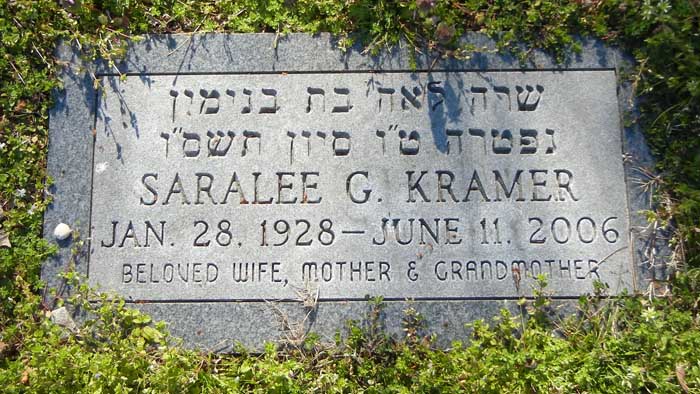 שרה לאה בת בנימין
נפטרה ט"ו סיון תשס"ו
SARALEE G. KRAMER
JAN. 28. 1928 – JUNE 11. 2006
BELOVED WIFE, MOTHER & GRANDMOTHER